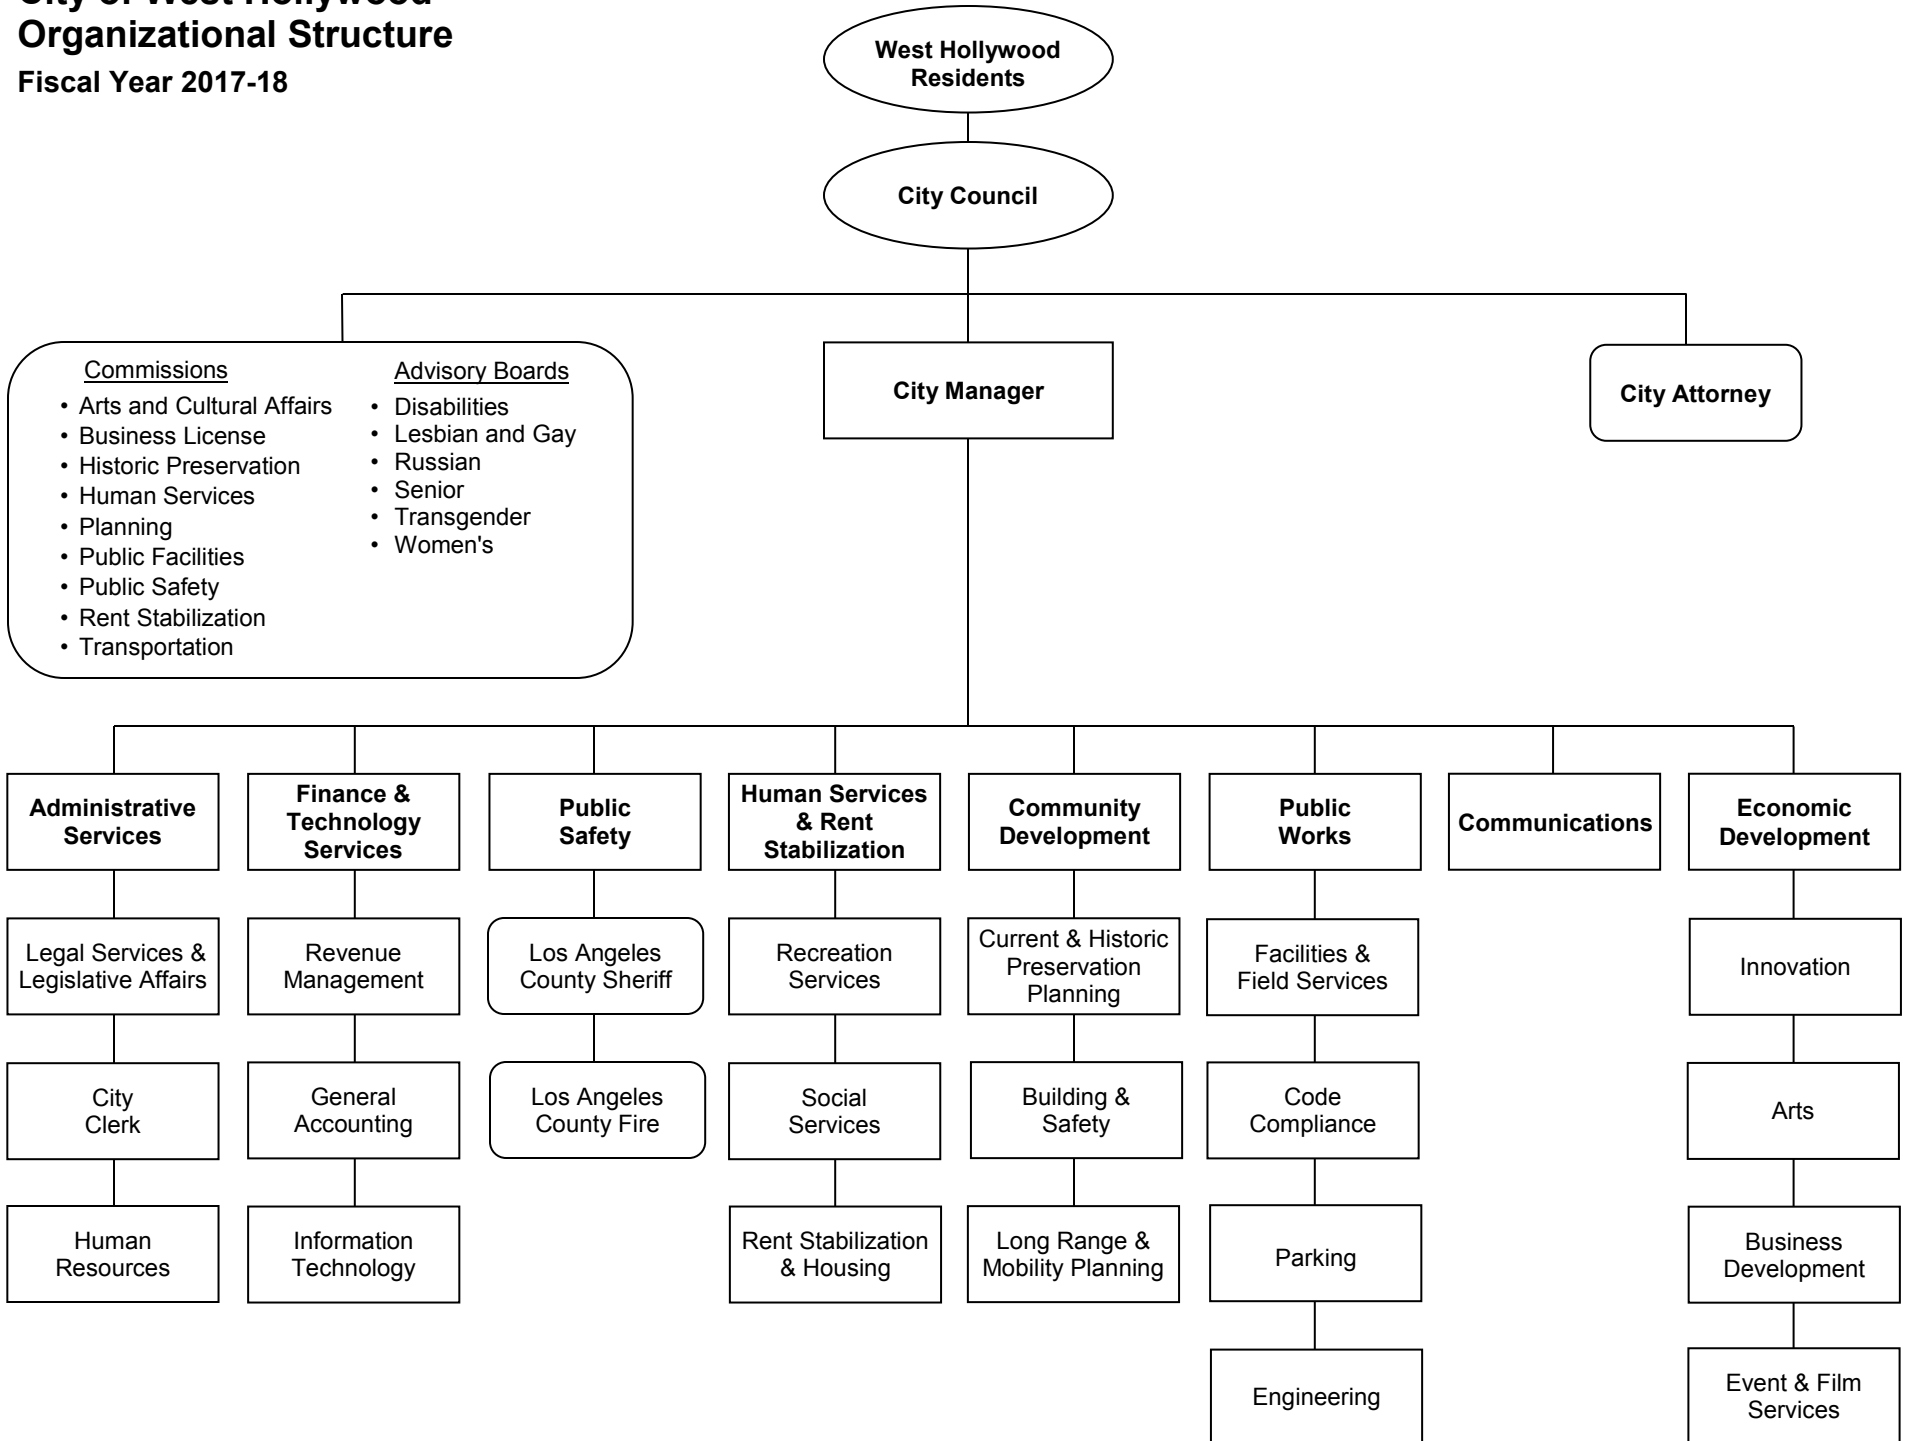 City of West Hollywood
Organizational Structure
Fiscal Year 2017-18
West Hollywood
Residents
City Council
Commissions
• Arts and Cultural Affairs
• Business License
• Historic Preservation
• Human Services
• Planning
• Public Facilities
• Public Safety
• Rent Stabilization
• Transportation
Advisory Boards
• Disabilities
• Lesbian and Gay
• Russian
• Senior
• Transgender
• Women's
City Manager
City Attorney
Administrative
Services
Legal Services &
Legislative Affairs
City
Clerk
Human
Resources
Finance &
Technology
Services
Revenue
Management
General
Accounting
Information
Technology
Public
Safety
Los Angeles
County Sheriff
Los Angeles
County Fire
Human Services
& Rent
Stabilization
Recreation
Services
Social
Services
Rent Stabilization
& Housing
Community
Development
Current & Historic
Preservation
Planning
Building &
Safety
Long Range &
Mobility Planning
Public
Works
Facilities &
Field Services
Code
Compliance
Parking
Engineering
Communications
Economic
Development
Innovation
Arts
Business
Development
Event & Film
Services